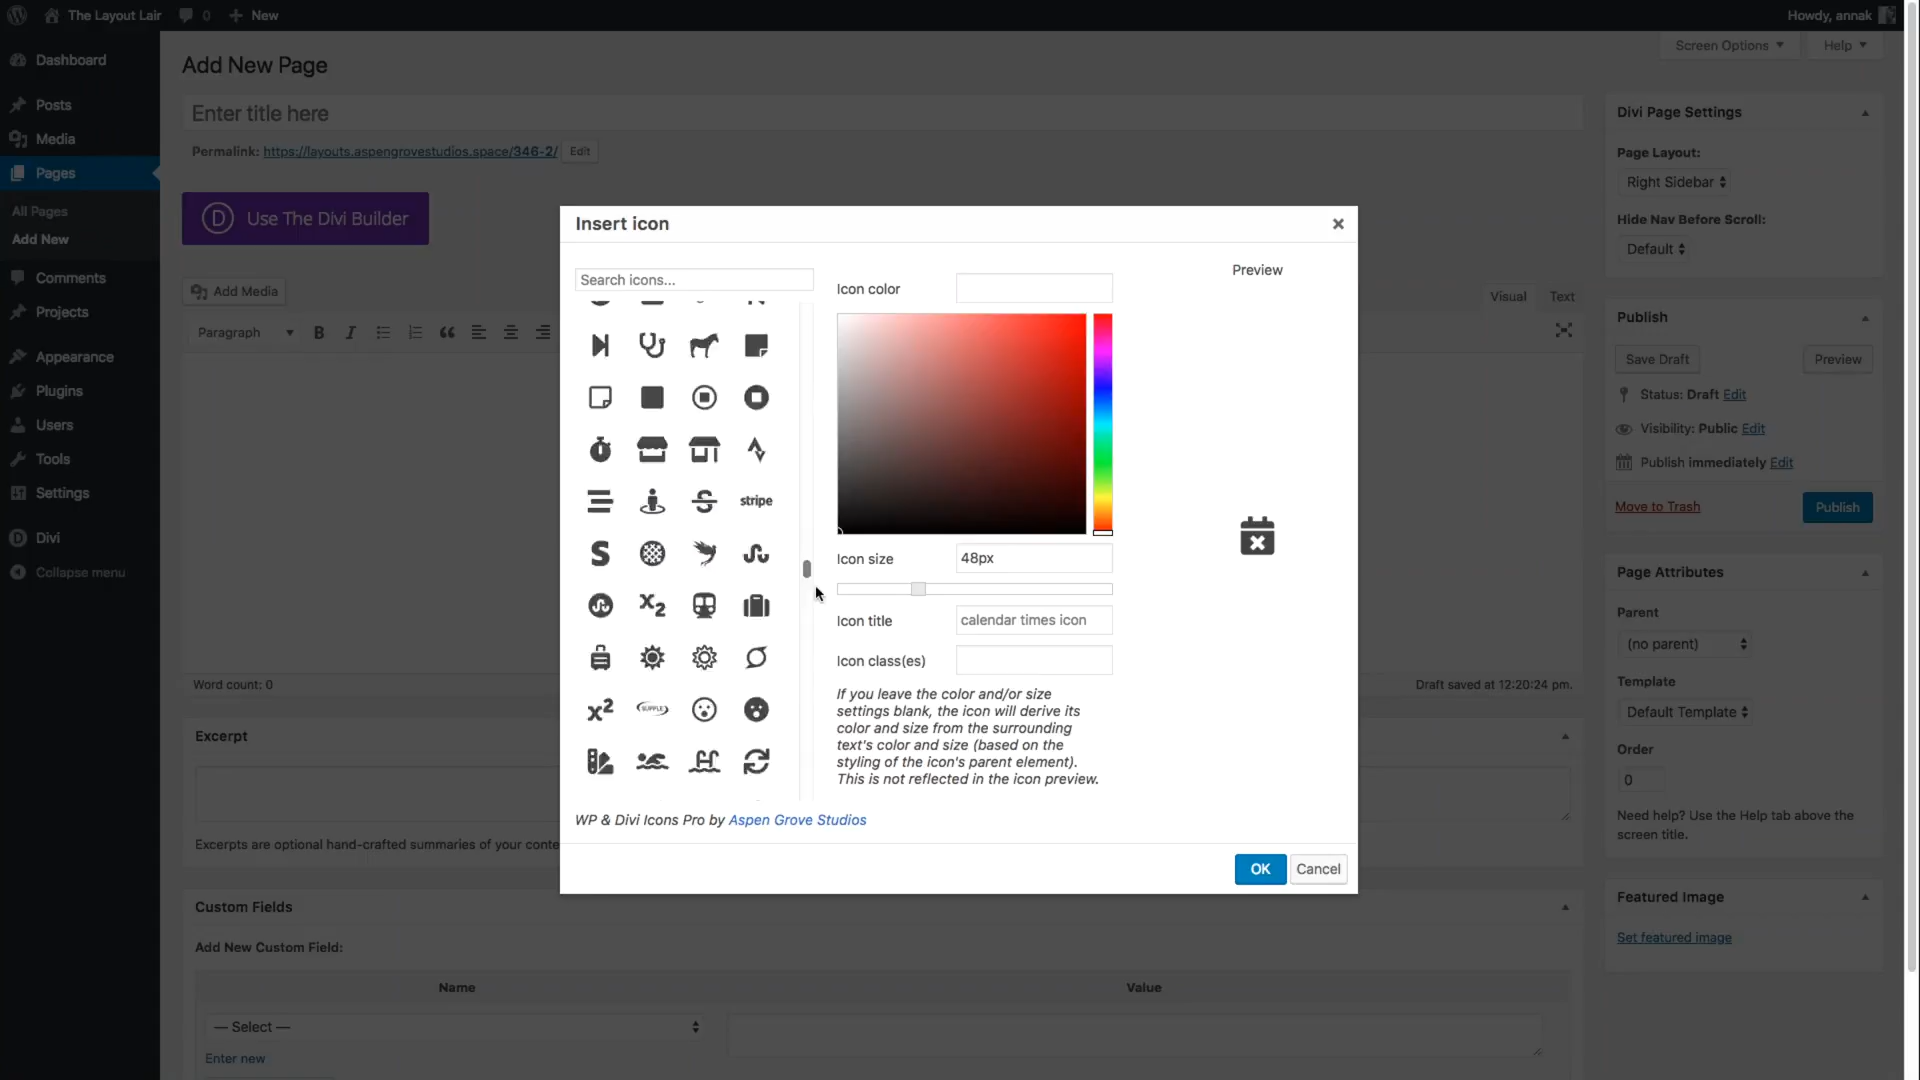 The Layout Lair
0
New
Howdy, annak
Dashboard
Posts
Media
Pages
All Pages
Add New
Comments
Projects
Appearance
Plugins
Users
Tools
Settings
Divi
Collapse menu
Screen Options
Help
Add New Page
Enter title here
Permalink: https://layouts.aspengrovestudios.space/346-2/ Edit
D Use The Divi Builder
Add Media
Visual
Text
Paragraph
B
I
Word count: 0
Draft saved at 12:20:24 pm.
Excerpt
Excerpts are optional hand-crafted summaries of your conte
Custom Fields
Add New Custom Field:
Name
Value
— Select —
Enter new
Insert icon
Search icons...
stripe
S
X2
x2
SUPPLE
Icon color
Icon size
48px
Icon title
calendar times icon
Icon class(es)
If you leave the color and/or size
settings blank, the icon will derive its
color and size from the surrounding
text's color and size (based on the
styling of the icon's parent element).
This is not reflected in the icon preview.
Preview
WP & Divi Icons Pro by Aspen Grove Studios
OK
Cancel
Divi Page Settings
Page Layout:
Right Sidebar
Hide Nav Before Scroll:
Default
Publish
Save Draft
Preview
Status: Draft Edit
Visibility: Public Edit
Publish immediately Edit
Move to Trash
Publish
Page Attributes
Parent
(no parent)
Template
Default Template
Order
0
Need help? Use the Help tab above the
screen title.
Featured Image
Set featured image